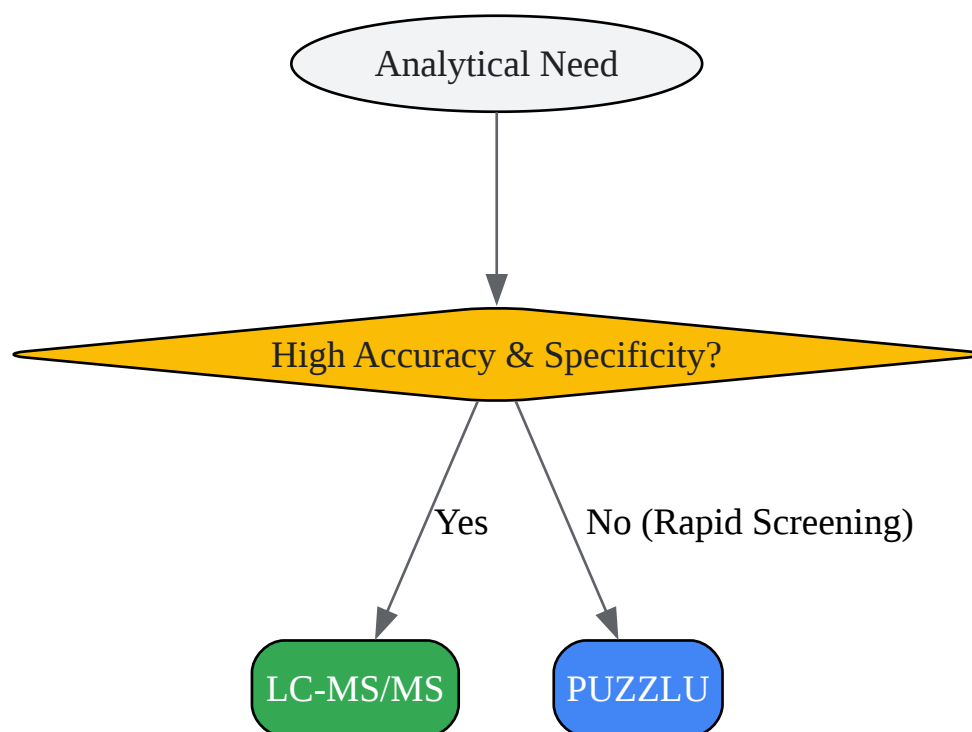 Analytical Need
High Accuracy & Specificity?
Yes
No (Rapid Screening)
LC-MS/MS
PUZZLU